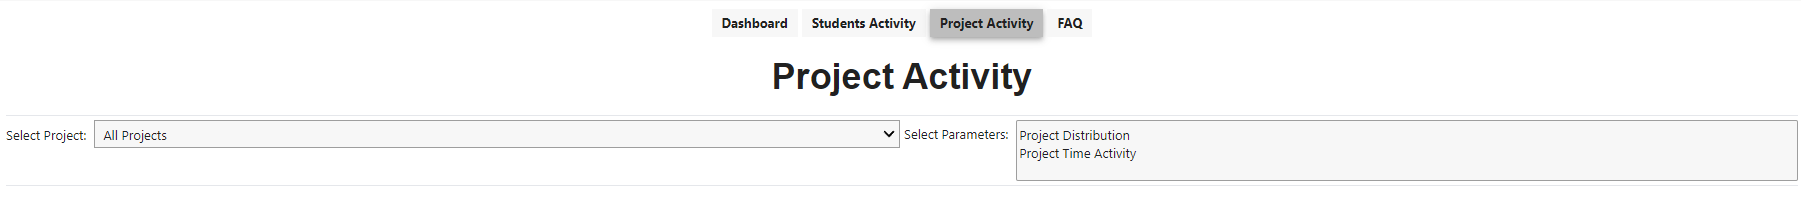 Dashboard Students Activity Project Activity FAQ
Project Activity
Select Project: All Projects Select Parameters: Project Distribution
Project Time Activity